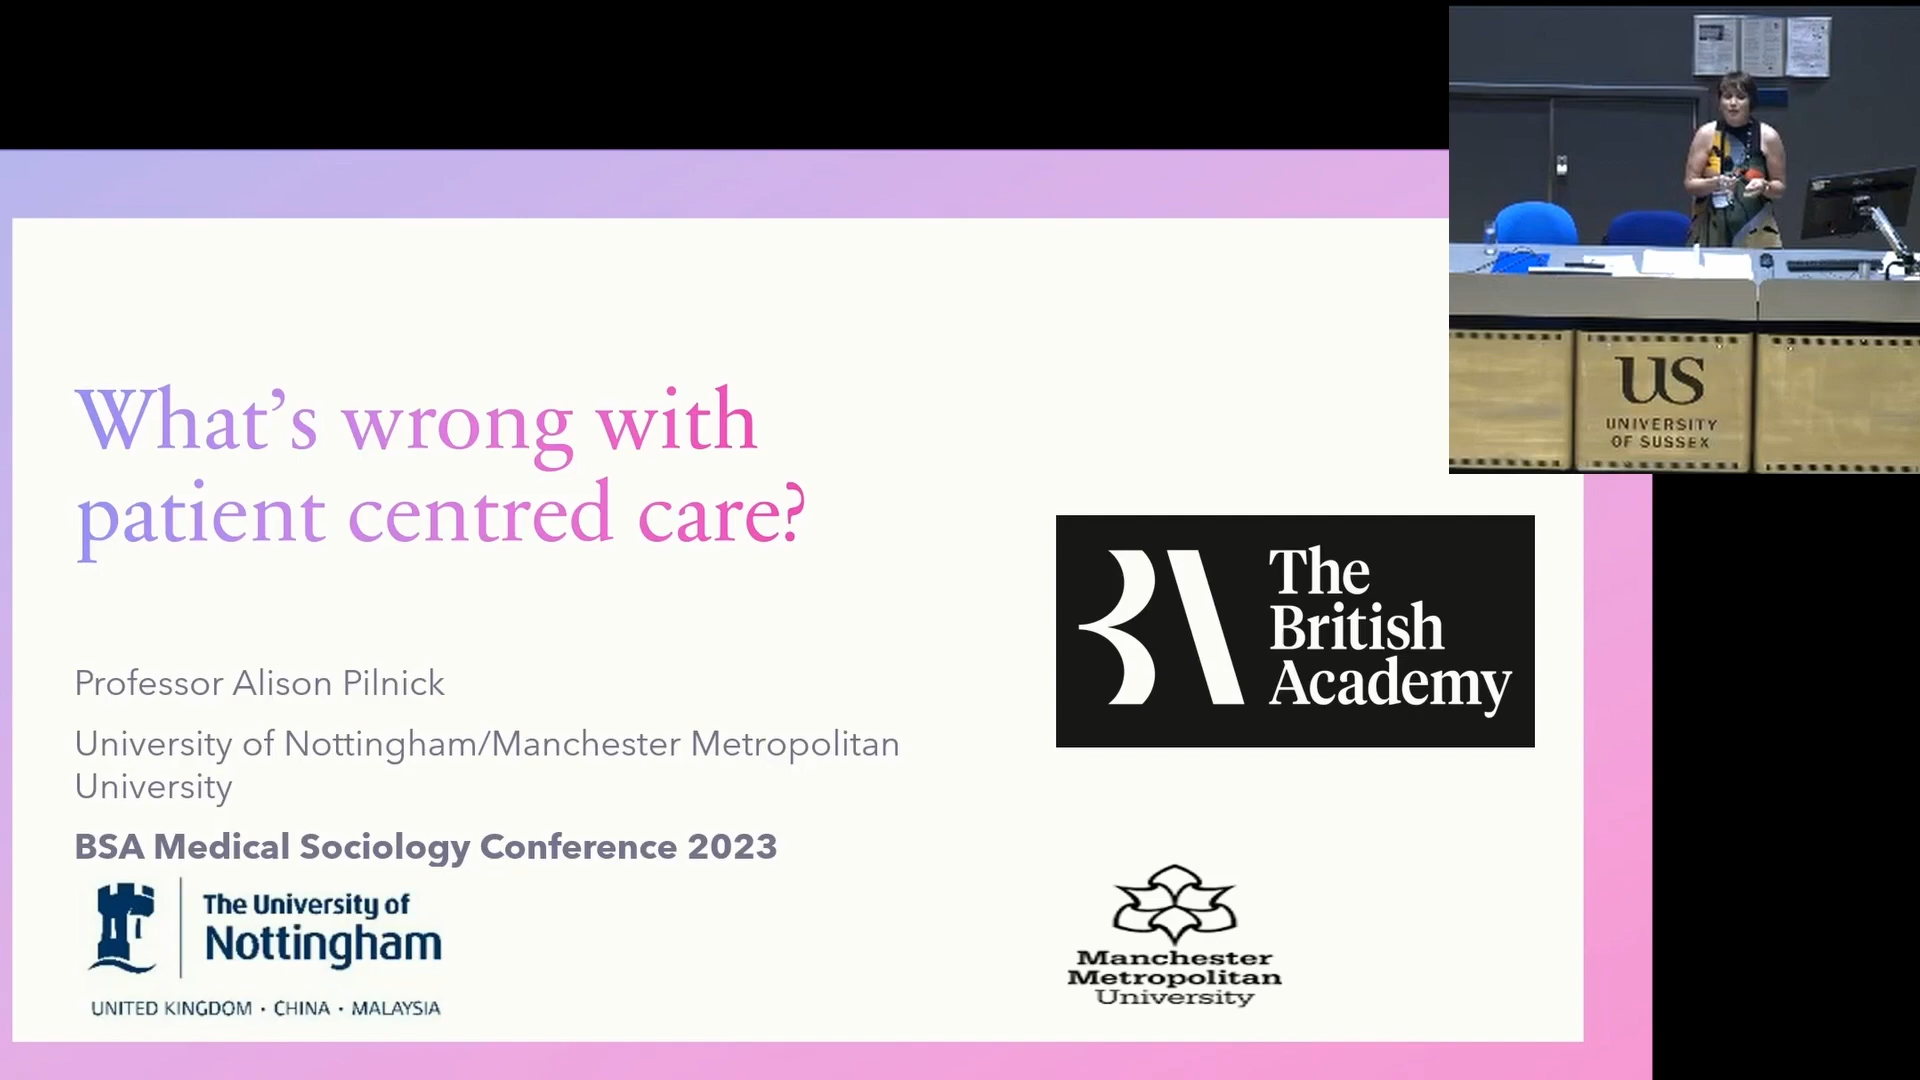 What's wrong with
patient centred care?
Professor Alison Pilnick
University of Nottingham/Manchester Metropolitan
University
BSA Medical Sociology Conference 2023
The University of
Nottingham
UNITED KINGDOM · CHINA · MALAYSIA
BA
The
British
Academy
Manchester
Metropolitan
University
US
UNIVERSITY
OF SUSSEX